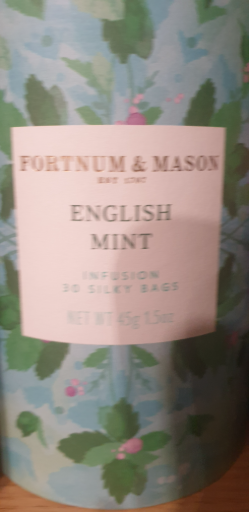 FORTNUM & MASON
EST 1707
ENGLISH
MINT
INFUSION
30 SILKY BAGS
NET WT 45g 1.5oz